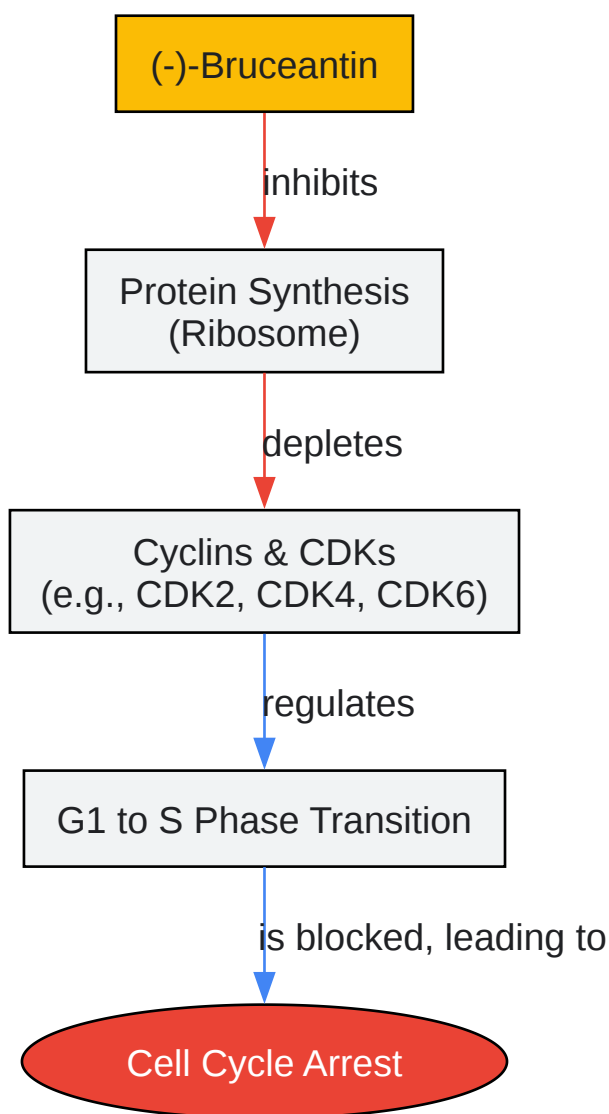 (-)-Bruceantin
inhibits
Protein Synthesis
(Ribosome)
depletes
Cyclins & CDKs
(e.g., CDK2, CDK4, CDK6)
regulates
G1 to S Phase Transition
is blocked, leading to
Cell Cycle Arrest